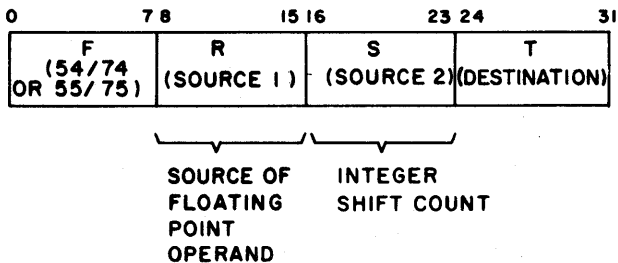 0 7 8 15 16 23 24 31
F R S T
(54/74 (SOURCE 1) (SOURCE 2) (DESTINATION)
OR 55/75)
SOURCE OF INTEGER
FLOATING SHIFT COUNT
POINT
OPERAND